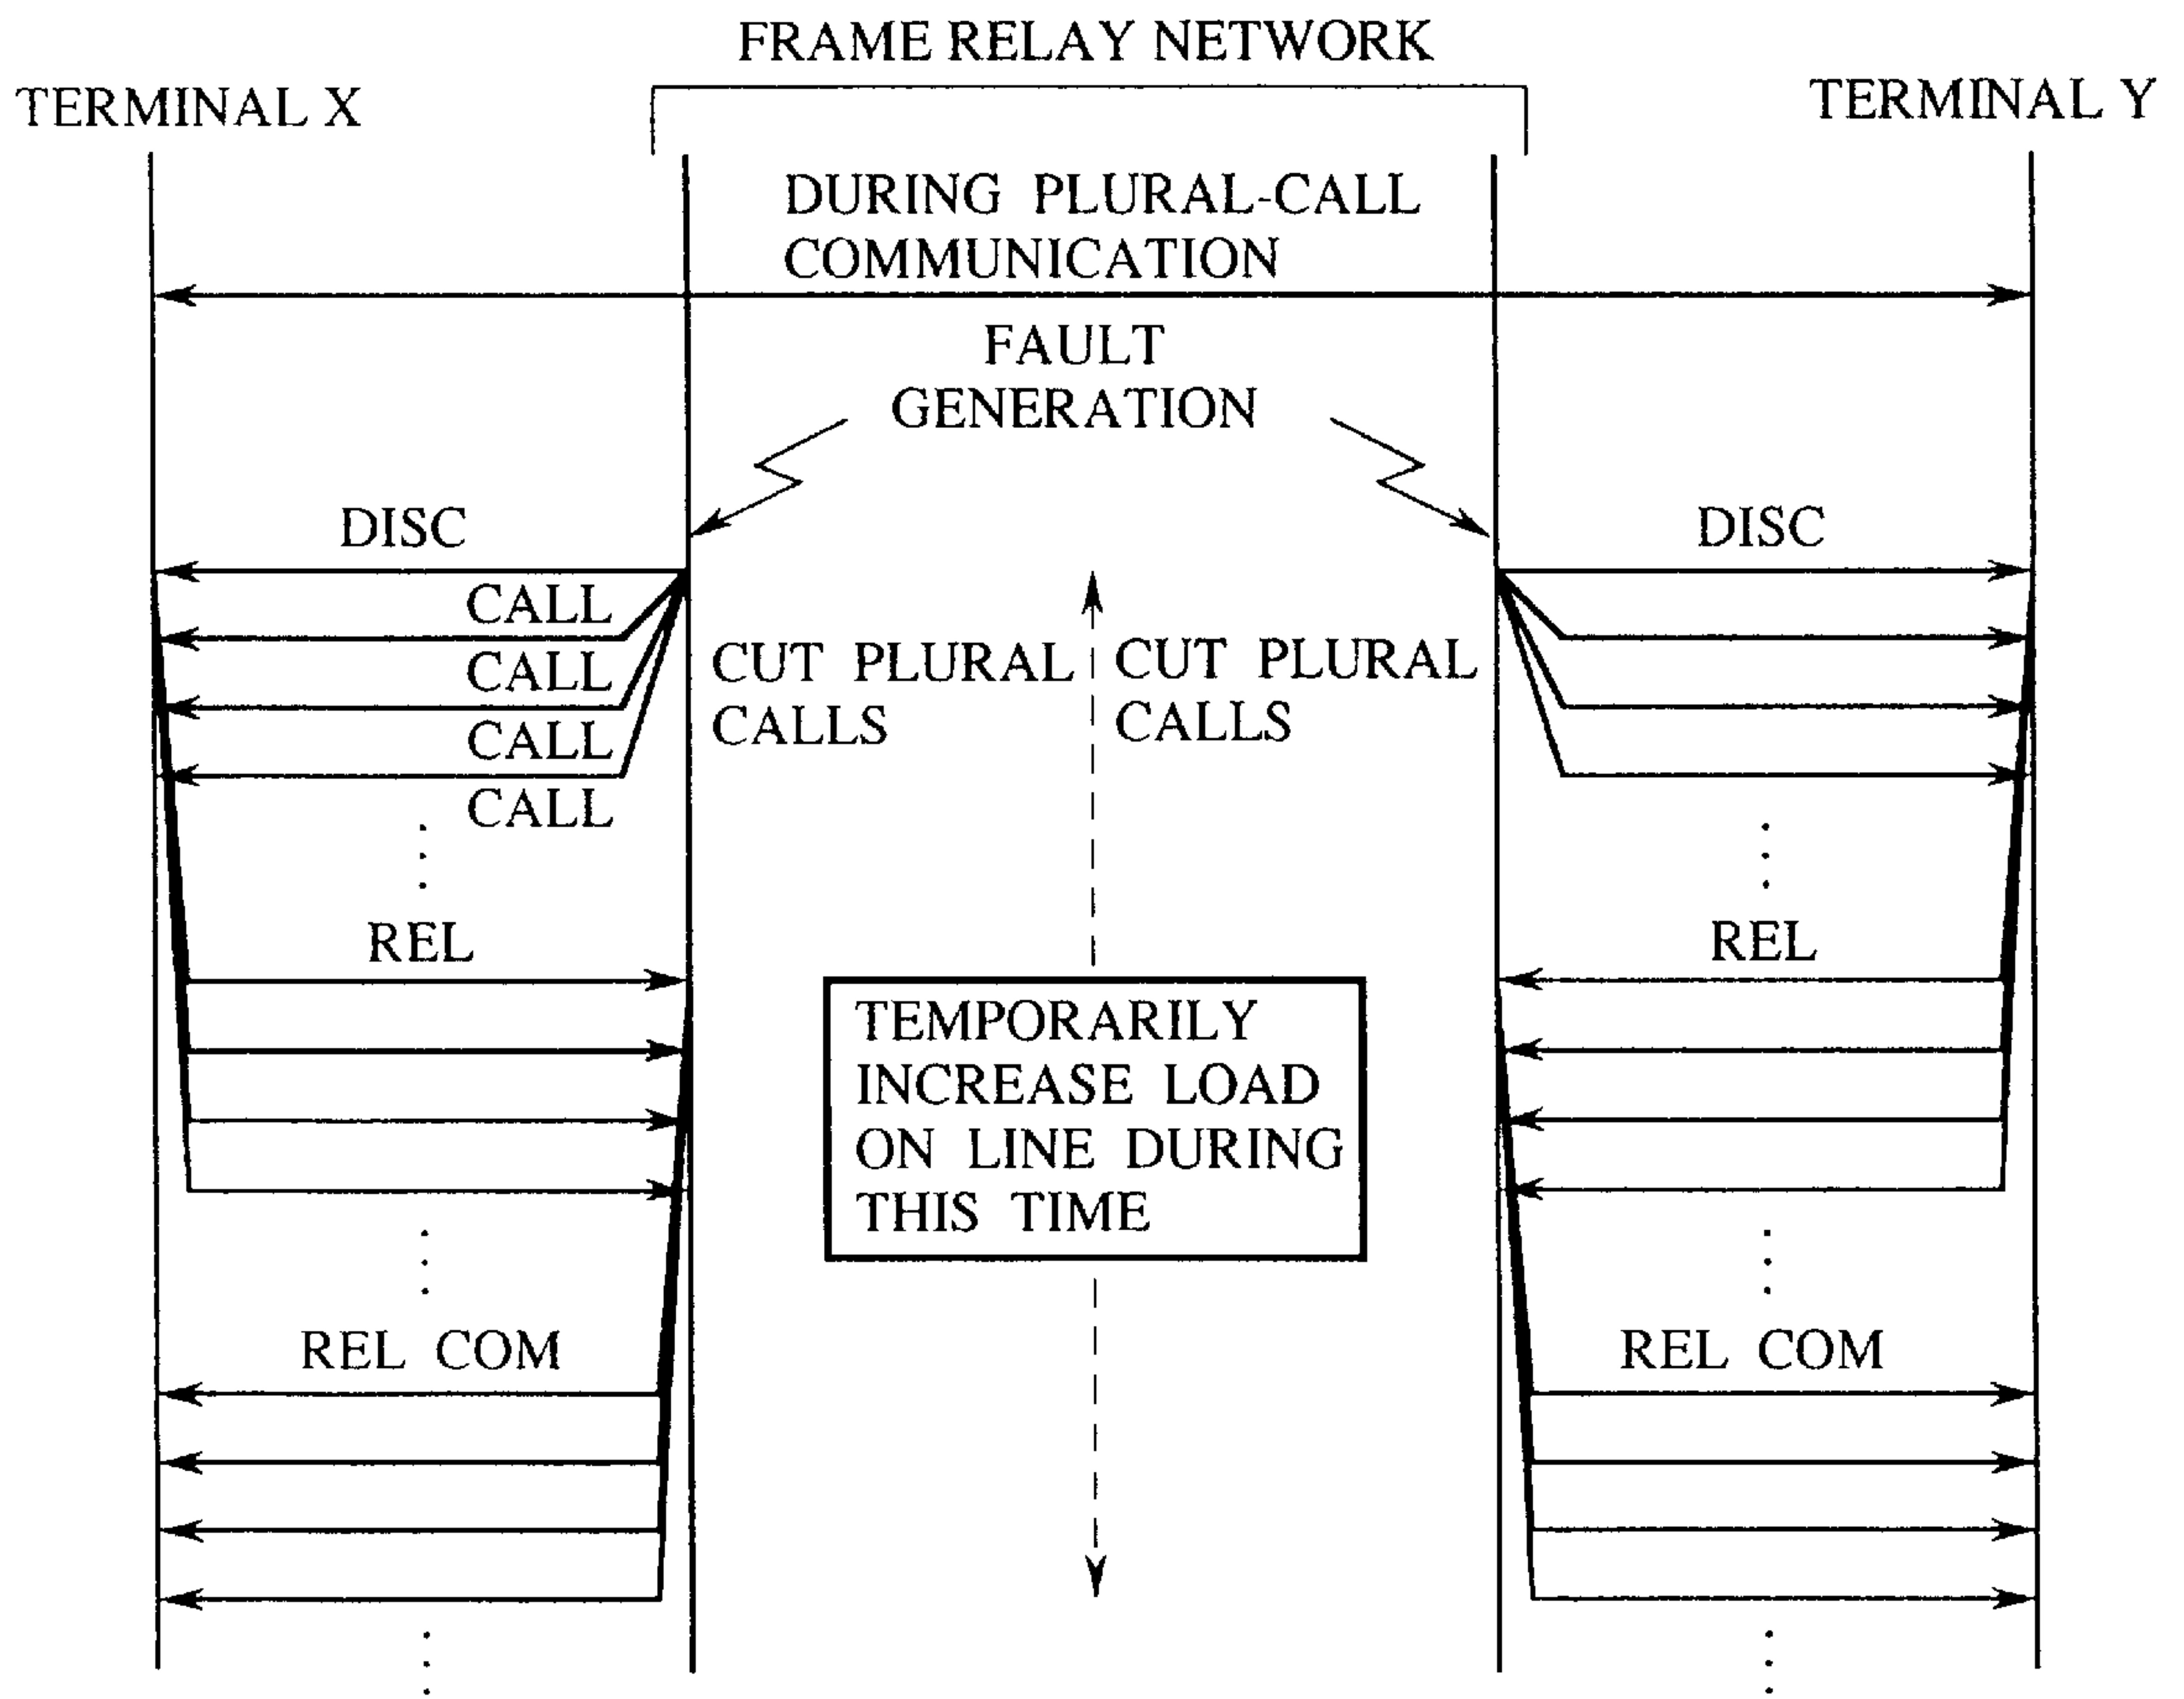 FRAME RELAY NETWORK
TERMINAL X
TERMINAL Y
DURING PLURAL-CALL
COMMUNICATION
FAULT
GENERATION
DISC
DISC
CALL
CALL
CALL
CALL
CUT PLURAL
CALLS
CUT PLURAL
CALLS
REL
REL
TEMPORARILY
INCREASE LOAD
ON LINE DURING
THIS TIME
REL COM
REL COM